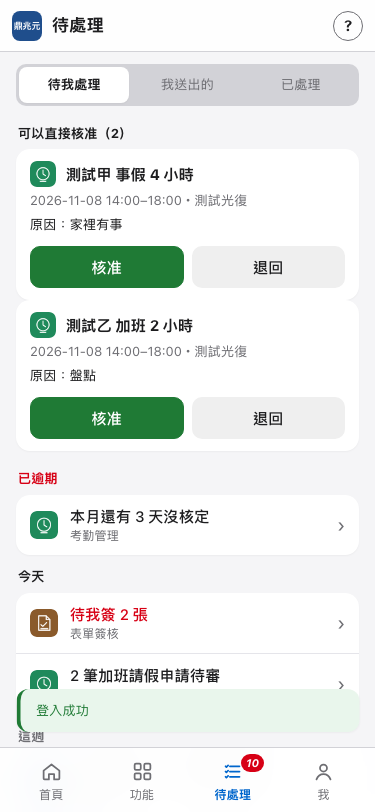 鼎兆元 待處理 ?
待我處理 我送出的 已處理
可以直接核准（2）
測試甲 事假 4 小時
2026-11-08 14:00–18:00・測試光復
原因：家裡有事
核准 退回
測試乙 加班 2 小時
2026-11-08 14:00–18:00・測試光復
原因：盤點
核准 退回
已逾期
本月還有 3 天沒核定
考勤管理
今天
待我簽 2 張
表單簽核
2 筆加班請假申請待審
登入成功
這週
10
首頁 功能 待處理 我